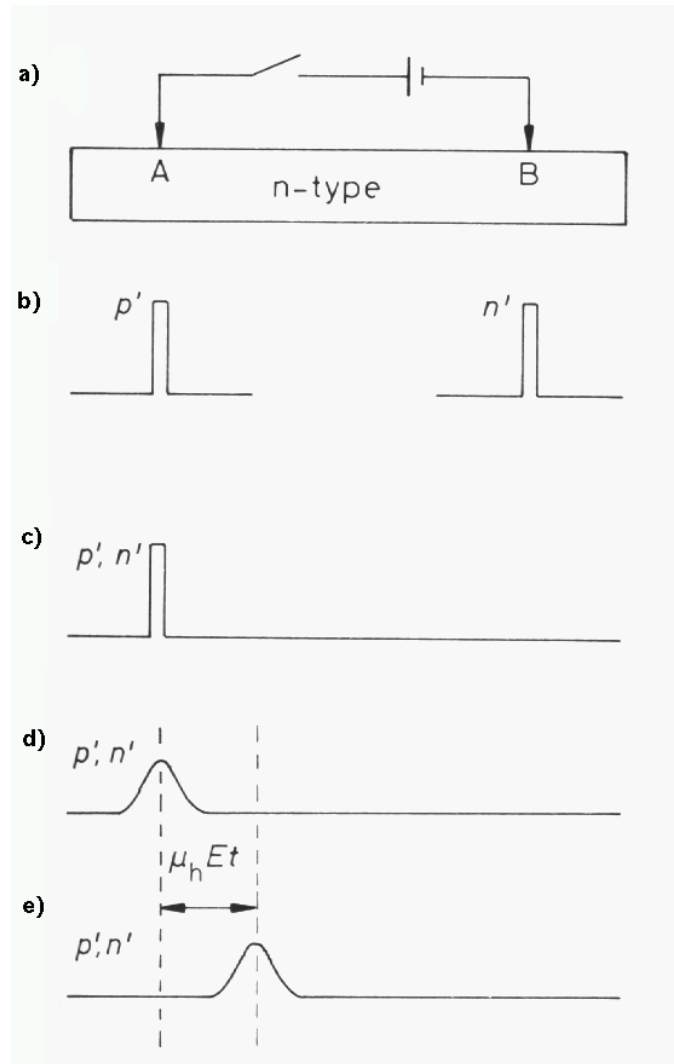 a)
A
n-type
B
b)
p'
n'
c)
p', n'
d)
p', n'
μhEt
e)
p',n'